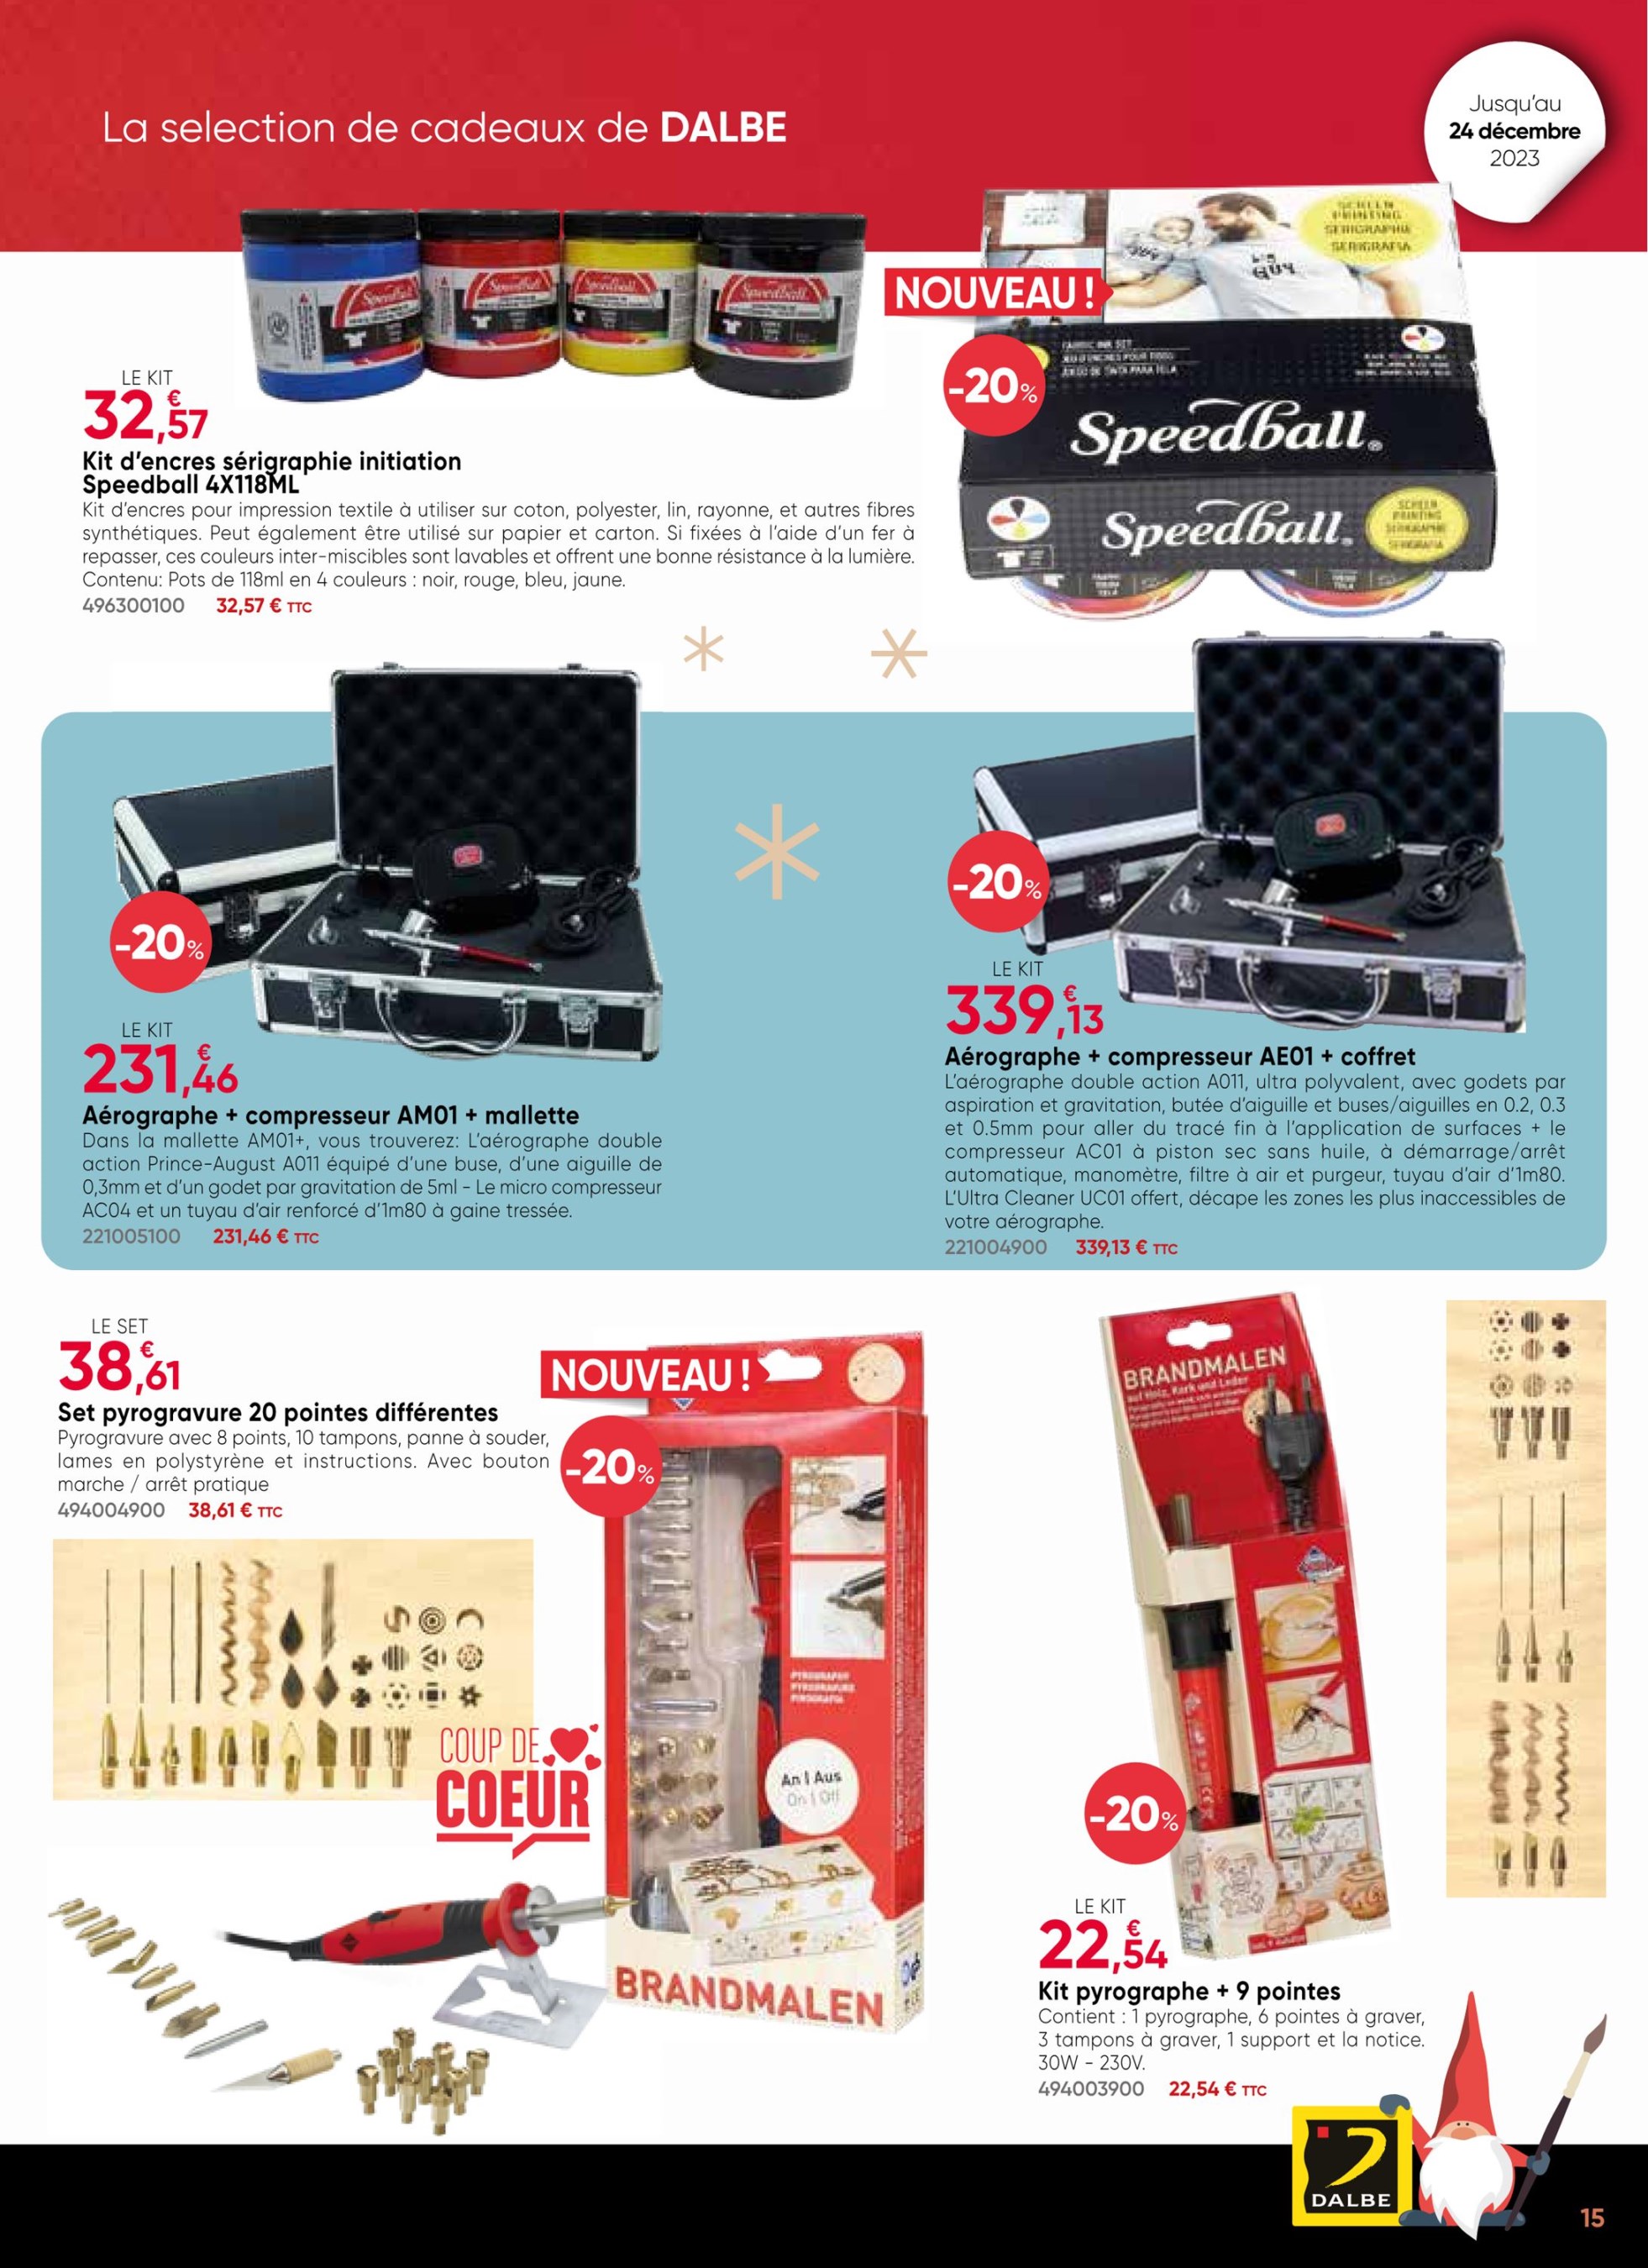 La selection de cadeaux de DALBE
Jusqu'au
24 décembre
2023
NOUVEAU !
-20%
SCREEN
PRINTING
SERIGRAPHIE
SERIGRAFIA
Speedball
Speedball
LE KIT
32,€57
Kit d'encres sérigraphie initiation
Speedball 4X118ML
Kit d'encres pour impression textile à utiliser sur coton, polyester, lin, rayonne, et autres fibres
synthétiques. Peut également être utilisé sur papier et carton. Si fixées à l'aide d'un fer à
repasser, ces couleurs inter-miscibles sont lavables et offrent une bonne résistance à la lumière.
Contenu: Pots de 118ml en 4 couleurs : noir, rouge, bleu, jaune.
496300100 32,57 € TTC
-20%
LE KIT
231,€46
Aérographe + compresseur AM01 + mallette
Dans la mallette AM01+, vous trouverez: L'aérographe double
action Prince-August A011 équipé d'une buse, d'une aiguille de
0,3mm et d'un godet par gravitation de 5ml - Le micro compresseur
AC04 et un tuyau d'air renforcé d'1m80 à gaine tressée.
221005100 231,46 € TTC
-20%
LE KIT
339,€13
Aérographe + compresseur AE01 + coffret
L'aérographe double action A011, ultra polyvalent, avec godets par
aspiration et gravitation, butée d'aiguille et buses/aiguilles en 0.2, 0.3
et 0.5mm pour aller du tracé fin à l'application de surfaces + le
compresseur AC01 à piston sec sans huile, à démarrage/arrêt
automatique, manomètre, filtre à air et purgeur, tuyau d'air d'1m80.
L'Ultra Cleaner UC01 offert, décape les zones les plus inaccessibles de
votre aérographe.
221004900 339,13 € TTC
LE SET
38,€61
Set pyrogravure 20 pointes différentes
Pyrogravure avec 8 points, 10 tampons, panne à souder,
lames en polystyrène et instructions. Avec bouton
marche / arrêt pratique
494004900 38,61 € TTC
NOUVEAU !
-20%
COUP DE
COEUR
An | Aus
On | Off
BRANDMALEN
BRANDMALEN
auf Holz, Kork und Leder
-20%
LE KIT
22,€54
Kit pyrographe + 9 pointes
Contient : 1 pyrographe, 6 pointes à graver,
3 tampons à graver, 1 support et la notice.
30W - 230V.
494003900 22,54 € TTC
DALBE
15